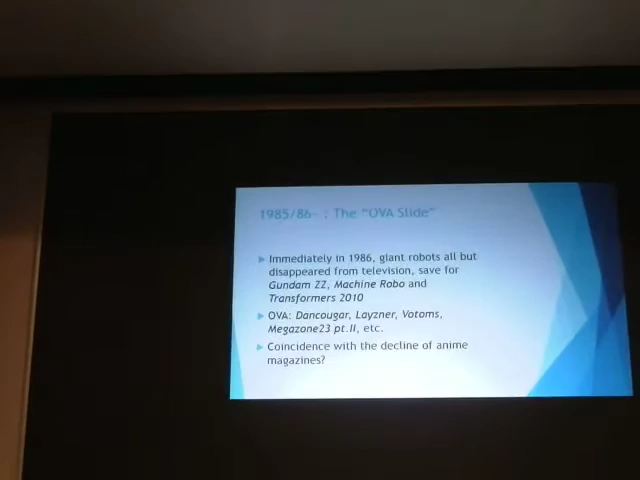 1985/86- : The "OVA Slide"
Immediately in 1986, giant robots all but
disappeared from television, save for
Gundam ZZ, Machine Robo and
Transformers 2010
OVA: Dancougar, Layzner, Votoms,
Megazone23 pt.II, etc.
Coincidence with the decline of anime
magazines?